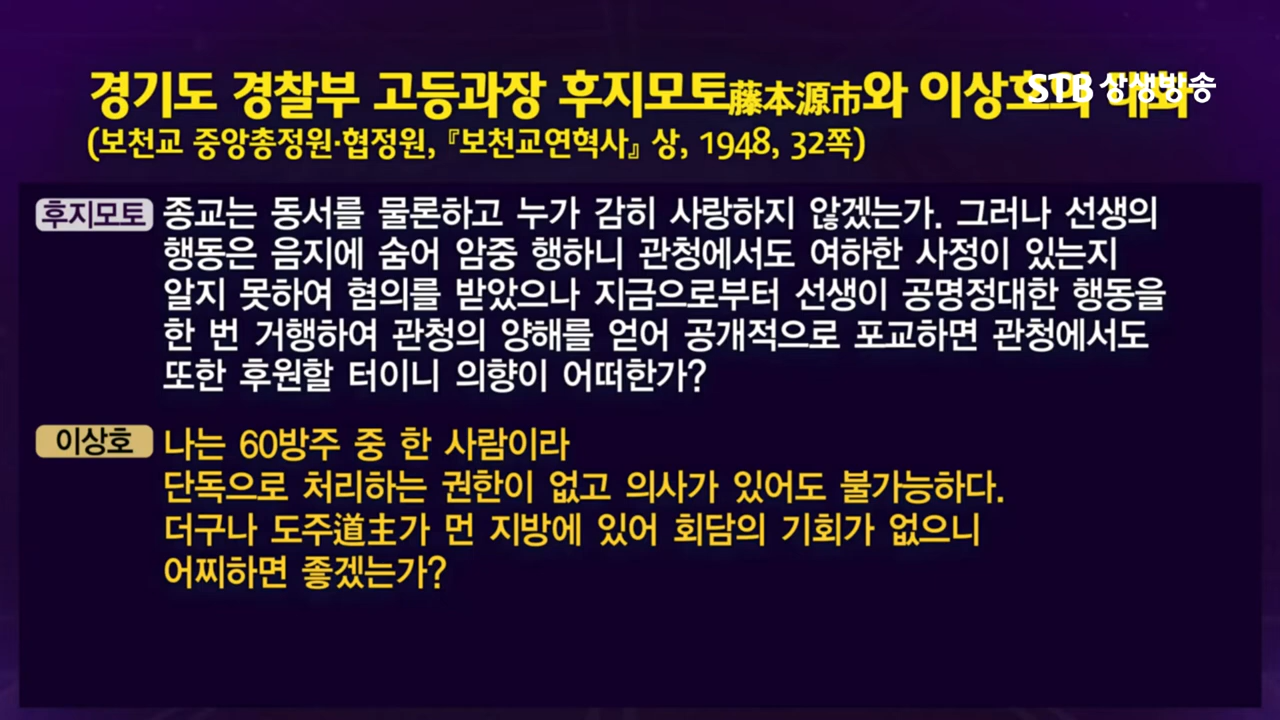 경기도 경찰부 고등과장 후지모토藤本源市와 이상호의
STB 상생방송
(보천교 중앙총정원·협정원, 『보천교연혁사』 상, 1948, 32쪽)
후지모토 종교는 동서를 물론하고 누가 감히 사랑하지 않겠는가. 그러나 선생의
행동은 음지에 숨어 암중 행하니 관청에서도 여하한 사정이 있는지
알지 못하여 혐의를 받았으나 지금으로부터 선생이 공명정대한 행동을
한 번 거행하여 관청의 양해를 얻어 공개적으로 포교하면 관청에서도
또한 후원할 터이니 의향이 어떠한가?
이상호 나는 60방주 중 한 사람이라
단독으로 처리하는 권한이 없고 의사가 있어도 불가능하다.
더구나 도주道主가 먼 지방에 있어 회담의 기회가 없으니
어찌하면 좋겠는가?